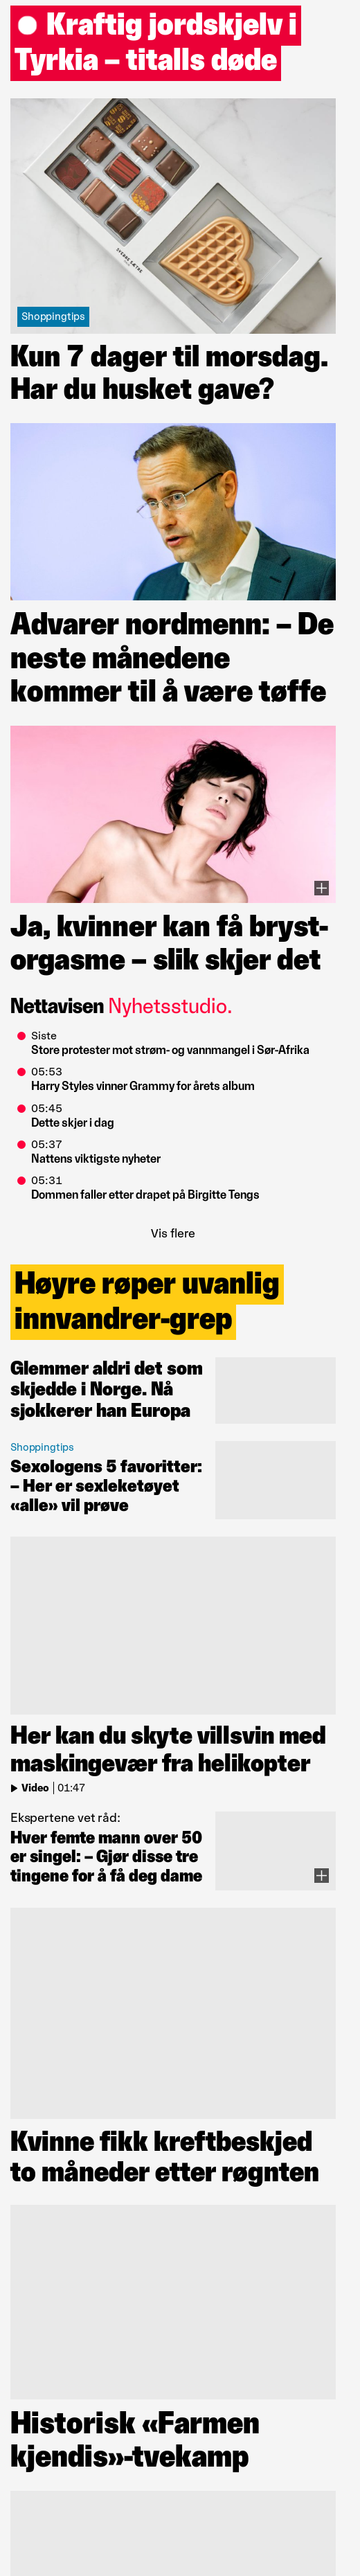 Kraftig jordskjelv i
Tyrkia – titalls døde
SVERRE SÆTRE
Shoppingtips
Kun 7 dager til morsdag.
Har du husket gave?
Advarer nordmenn: – De
neste månedene
kommer til å være tøffe
Ja, kvinner kan få bryst-
orgasme – slik skjer det
Nettavisen Nyhetsstudio.
Siste
Store protester mot strøm- og vannmangel i Sør-Afrika
05:53
Harry Styles vinner Grammy for årets album
05:45
Dette skjer i dag
05:37
Nattens viktigste nyheter
05:31
Dommen faller etter drapet på Birgitte Tengs
Vis flere
Høyre røper uvanlig
innvandrer-grep
Glemmer aldri det som
skjedde i Norge. Nå
sjokkerer han Europa
Shoppingtips
Sexologens 5 favoritter:
– Her er sexleketøyet
«alle» vil prøve
Her kan du skyte villsvin med
maskingevær fra helikopter
Video | 01:47
Ekspertene vet råd:
Hver femte mann over 50
er singel: – Gjør disse tre
tingene for å få deg dame
Kvinne fikk kreftbeskjed
to måneder etter røgnten
Historisk «Farmen
kjendis»-tvekamp